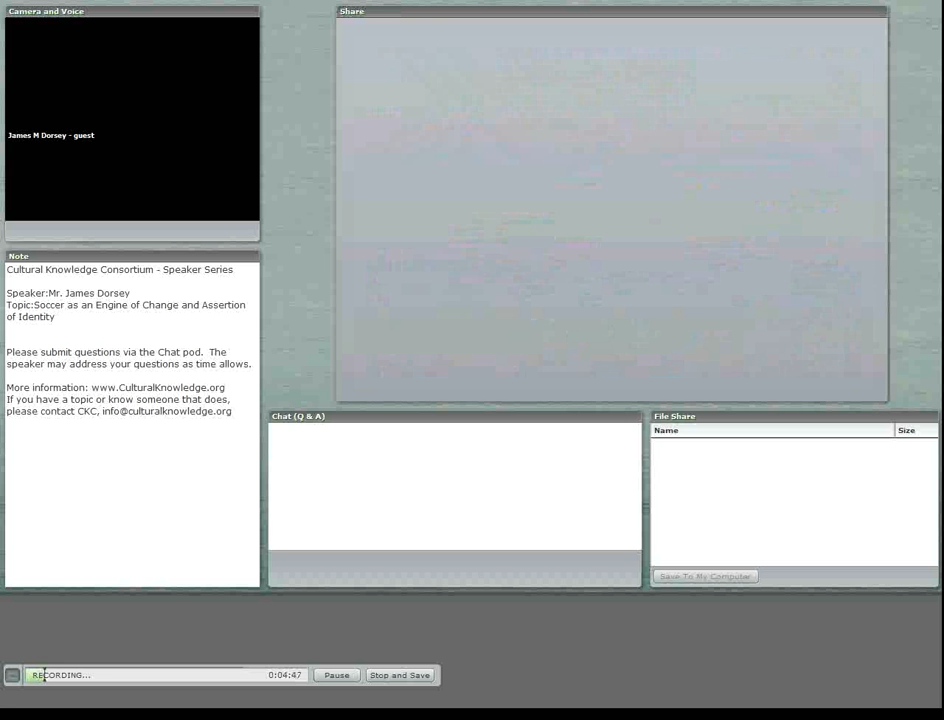 Camera and Voice
Share
James M Dorsey - guest
Note
Cultural Knowledge Consortium - Speaker Series
Speaker:Mr. James Dorsey
Topic:Soccer as an Engine of Change and Assertion
of Identity
Please submit questions via the Chat pod.  The
speaker may address your questions as time allows.
More information: www.CulturalKnowledge.org
If you have a topic or know someone that does,
please contact CKC, info@culturalknowledge.org
Chat (Q & A)
File Share
Name
Size
Save To My Computer
RECORDING...
0:04:47
Pause
Stop and Save